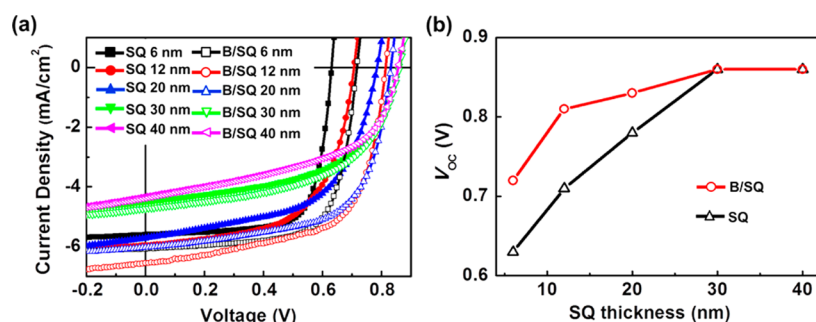 (a)
SQ 6 nm
B/SQ 6 nm
SQ 12 nm
B/SQ 12 nm
SQ 20 nm
B/SQ 20 nm
SQ 30 nm
B/SQ 30 nm
SQ 40 nm
B/SQ 40 nm
0
-2
-4
-6
Current Density (mA/cm²)
-0.2 0.0 0.2 0.4 0.6 0.8
Voltage (V)
(b)
0.9
0.8
0.7
0.6
VOC (V)
B/SQ
SQ
10 20 30 40
SQ thickness (nm)